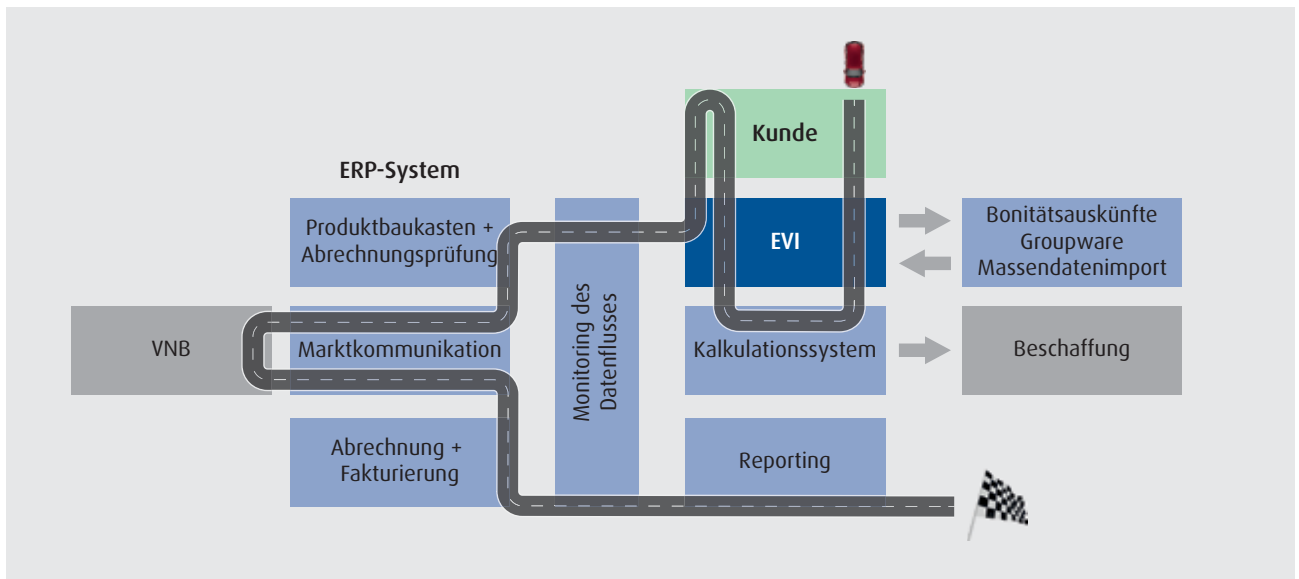 Kunde
ERP-System
Produktbaukasten +
Abrechnungsprüfung
EVI
Bonitätsauskünfte
Groupware
Massendatenimport
Monitoring des
Datenflusses
VNB
Marktkommunikation
Kalkulationssystem
Beschaffung
Abrechnung +
Fakturierung
Reporting